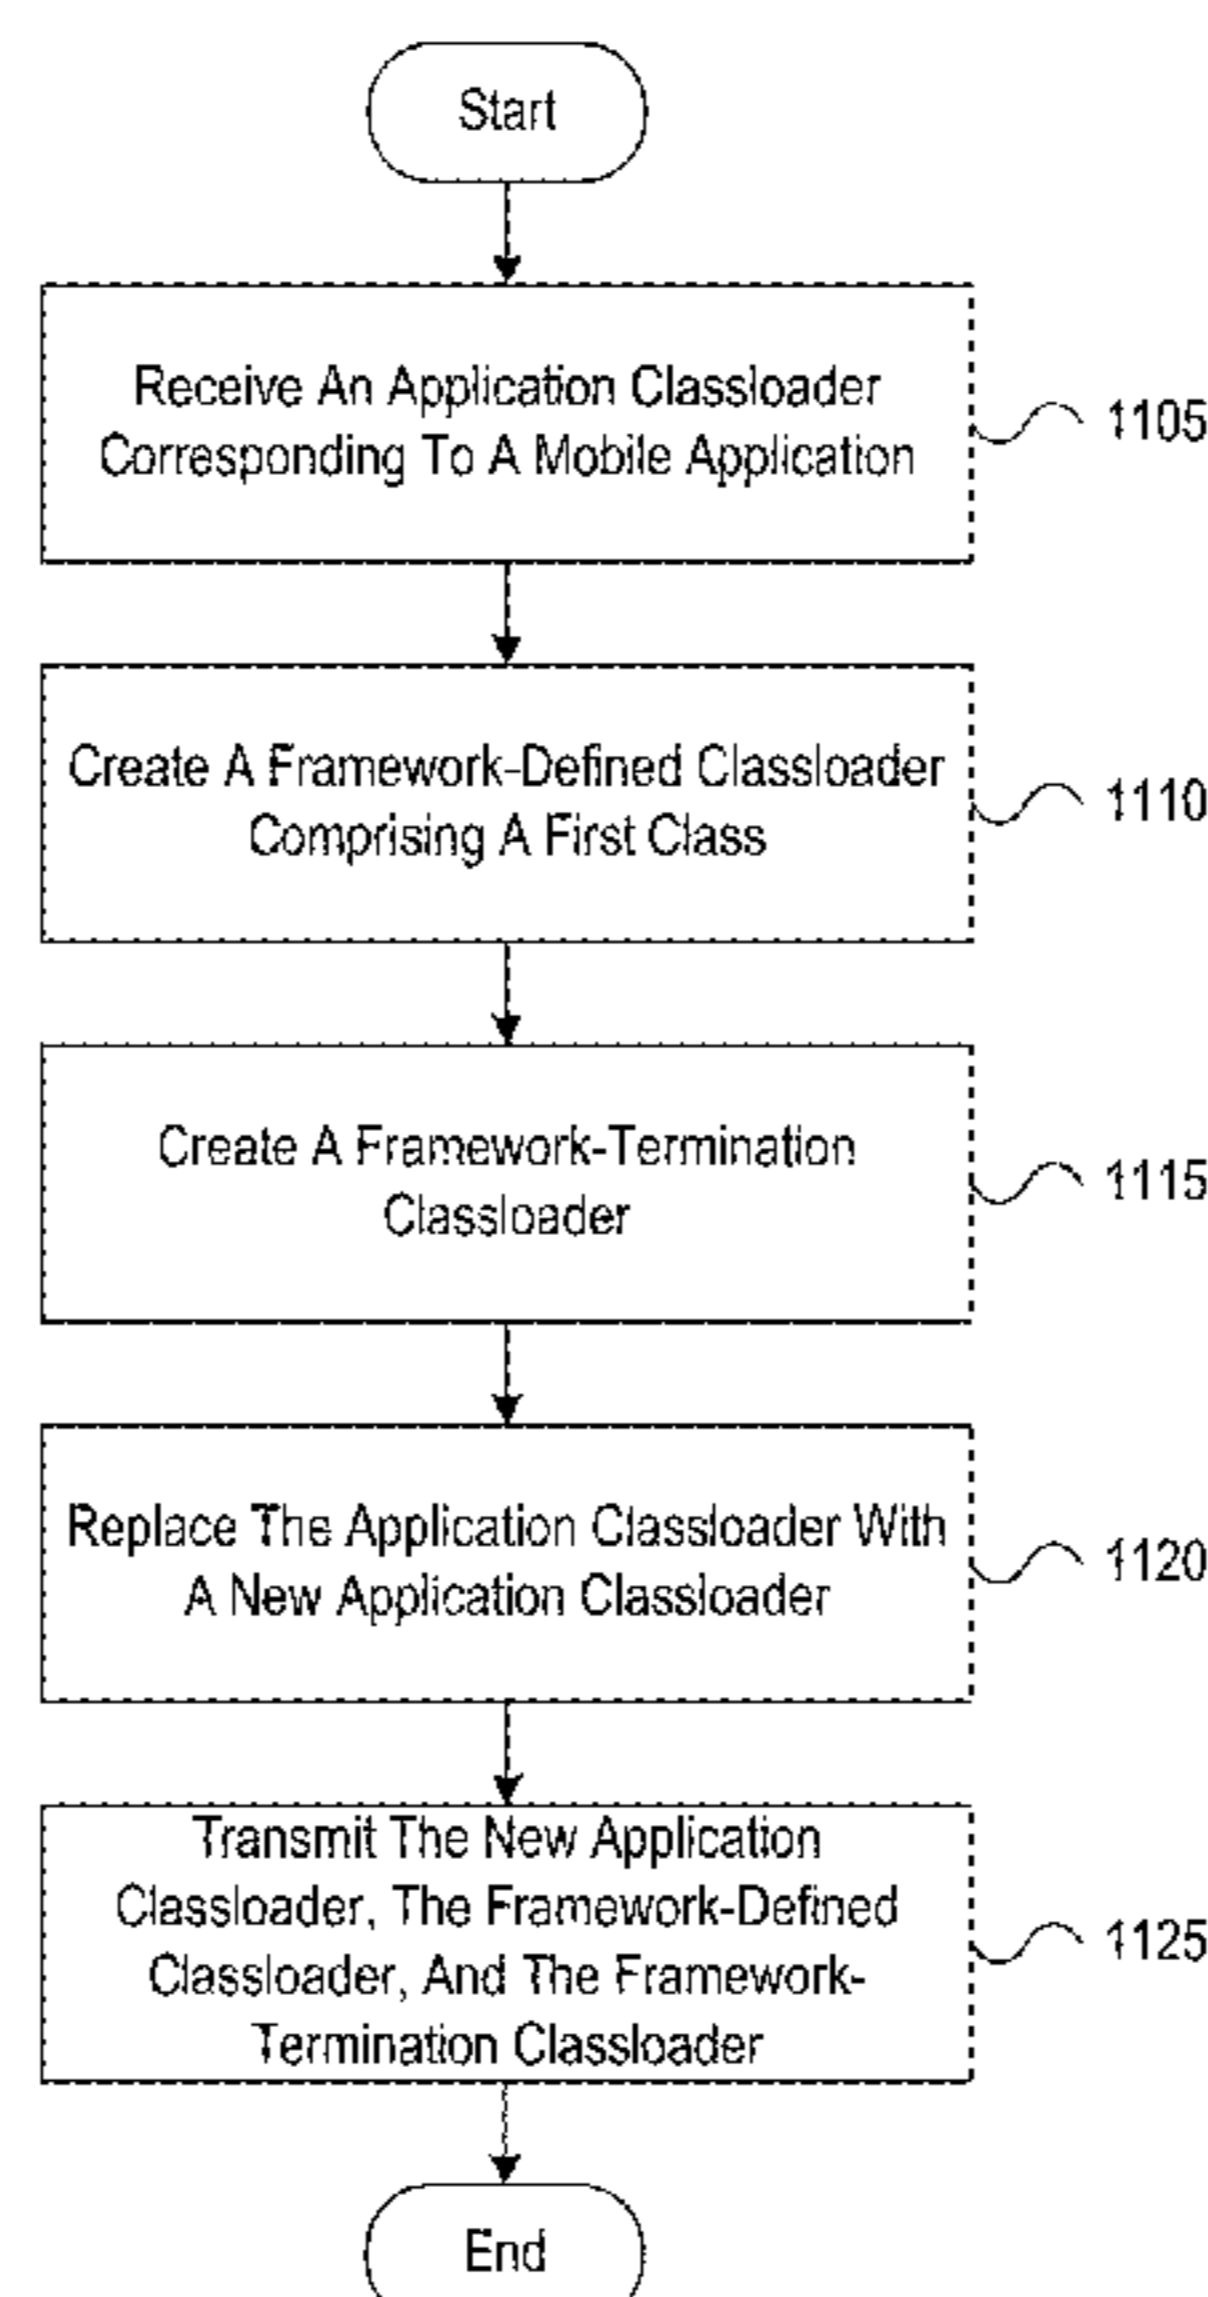 Start
Receive An Application Classloader
Corresponding To A Mobile Application
1105
Create A Framework-Defined Classloader
Comprising A First Class
1110
Create A Framework-Termination
Classloader
1115
Replace The Application Classloader With
A New Application Classloader
1120
Transmit The New Application
Classloader, The Framework-Defined
Classloader, And The Framework-
Termination Classloader
1125
End